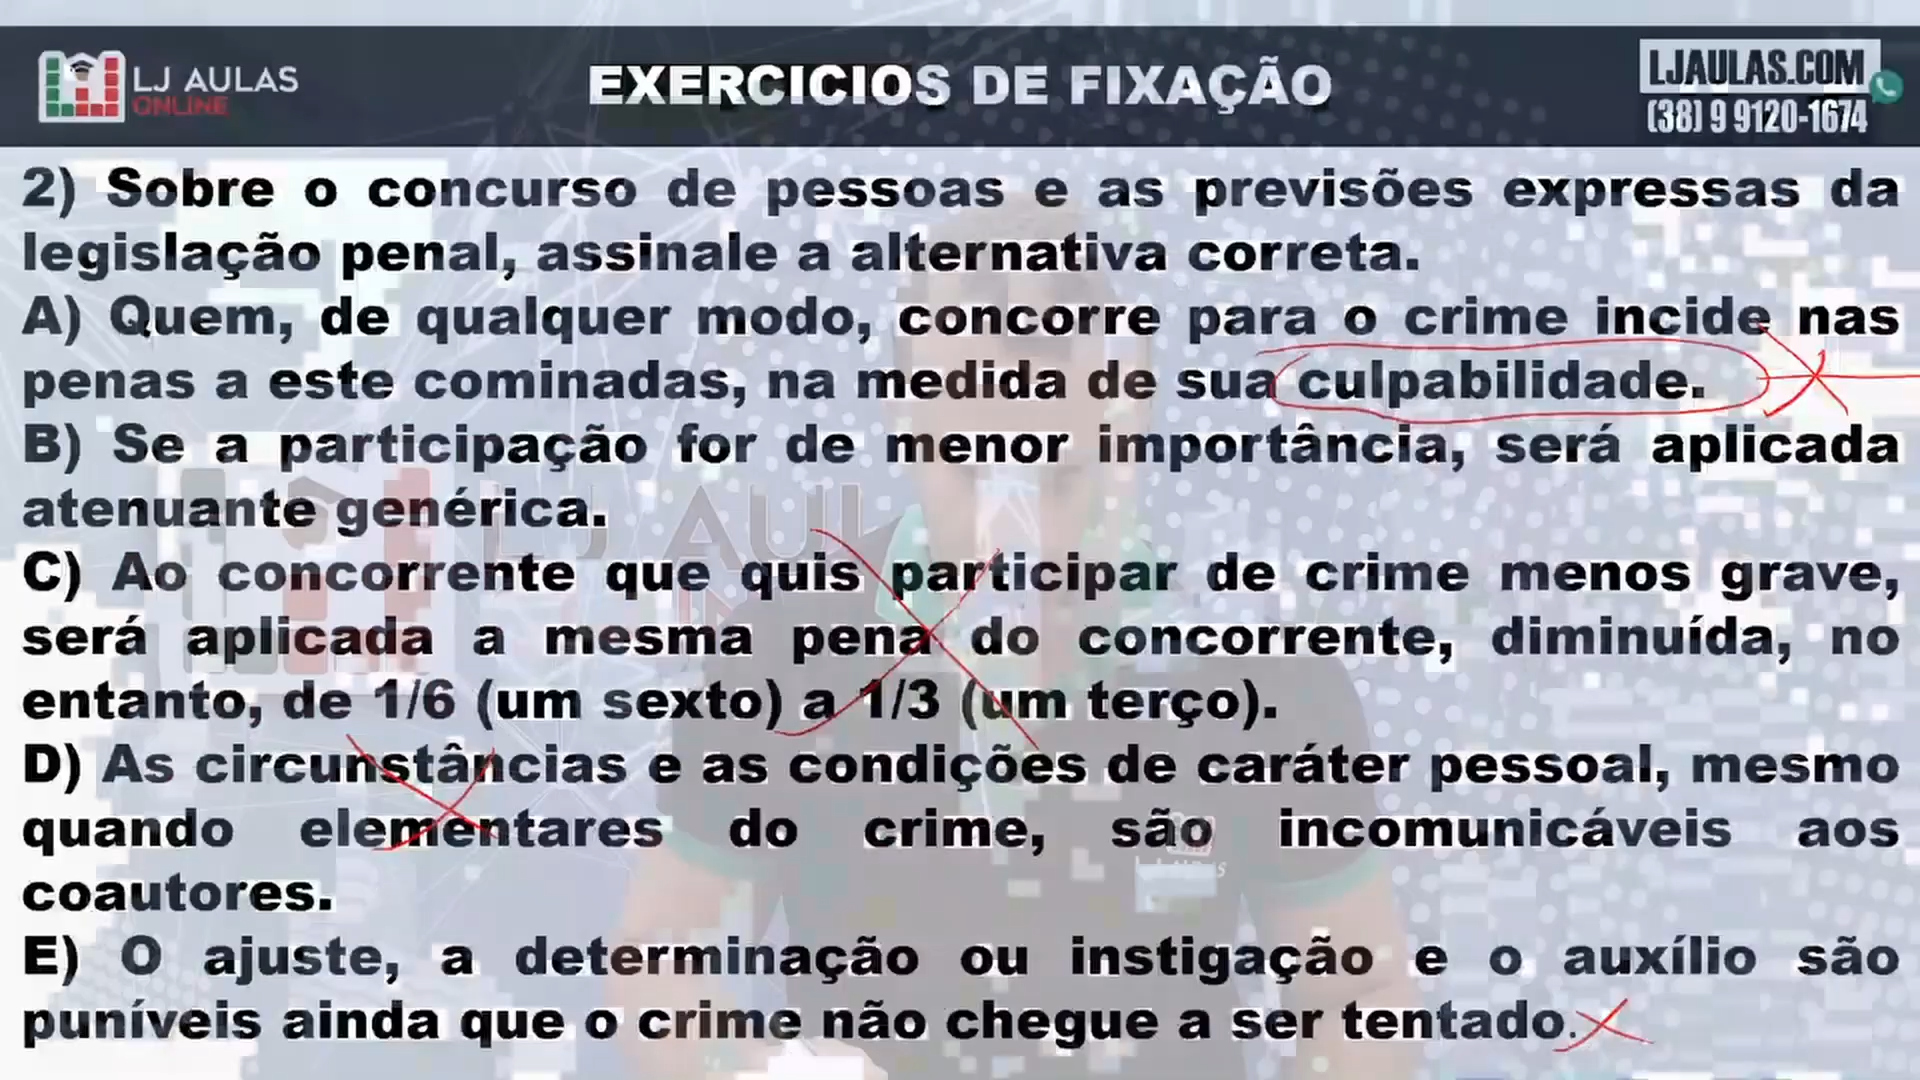 LJ AULAS
ONLINE
EXERCICIOS DE FIXAÇÃO
LJAULAS.COM
(38) 9 9120-1674
2) Sobre o concurso de pessoas e as previsões expressas da
legislação penal, assinale a alternativa correta.
A) Quem, de qualquer modo, concorre para o crime incide nas
penas a este cominadas, na medida de sua culpabilidade.
B) Se a participação for de menor importância, será aplicada
atenuante genérica.
C) Ao concorrente que quis participar de crime menos grave,
será aplicada a mesma pena do concorrente, diminuída, no
entanto, de 1/6 (um sexto) a 1/3 (um terço).
D) As circunstâncias e as condições de caráter pessoal, mesmo
quando elementares do crime, são incomunicáveis aos
coautores.
E) O ajuste, a determinação ou instigação e o auxílio são
puníveis ainda que o crime não chegue a ser tentado.